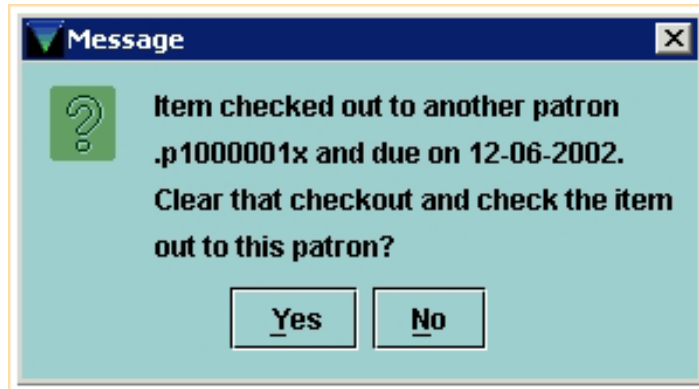 Message
Item checked out to another patron
.p1000001x and due on 12-06-2002.
Clear that checkout and check the item
out to this patron?
Yes No